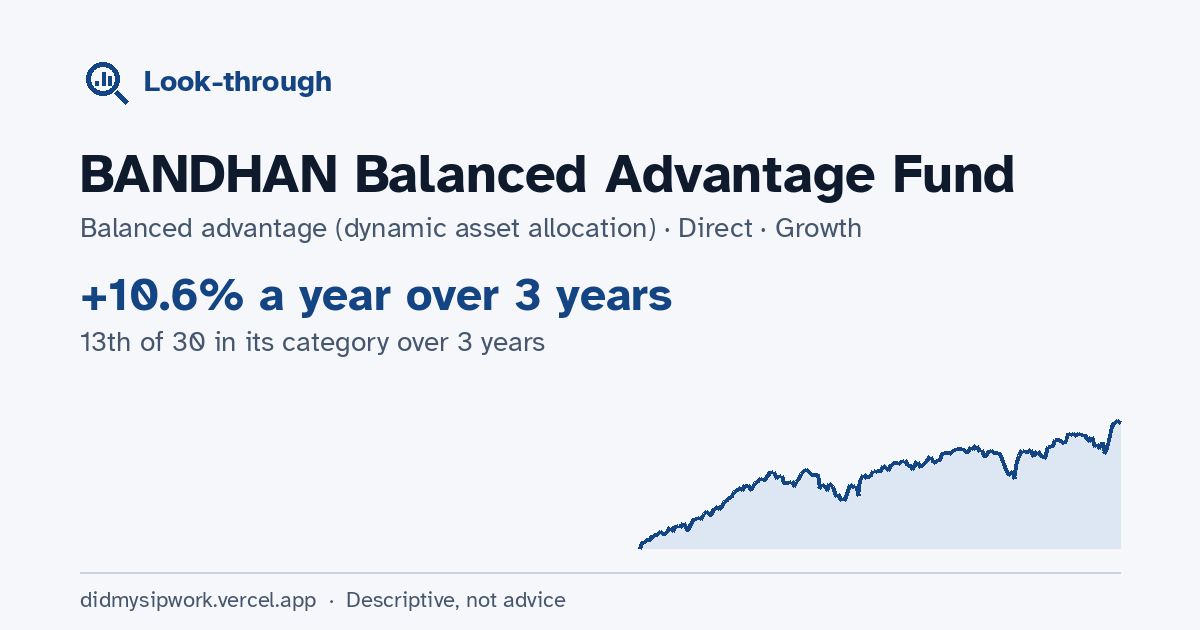 Look-through
BANDHAN Balanced Advantage Fund
Balanced advantage (dynamic asset allocation) · Direct · Growth
+10.6% a year over 3 years
13th of 30 in its category over 3 years
didmysipwork.vercel.app · Descriptive, not advice